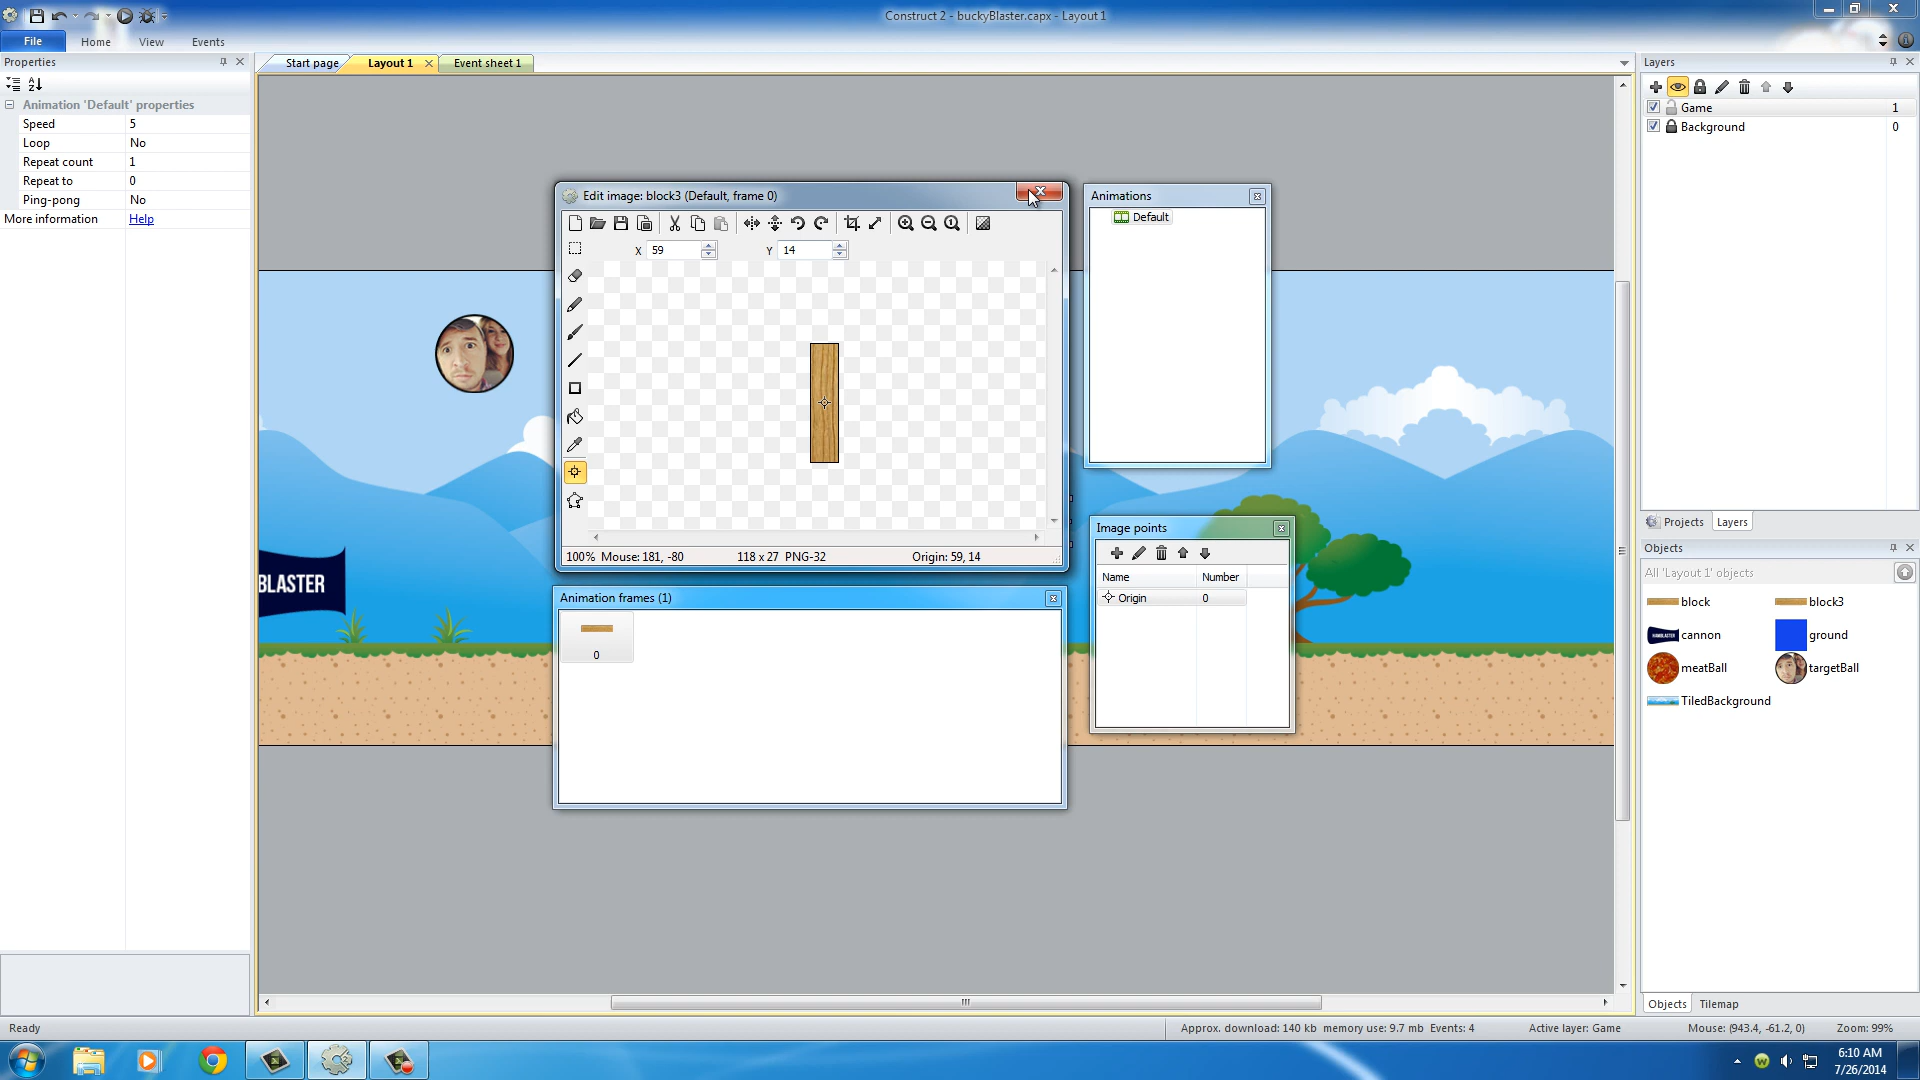 Construct 2 - buckyBlaster.capx - Layout 1
File Home View Events
Properties
Animation 'Default' properties
Speed 5
Loop No
Repeat count 1
Repeat to 0
Ping-pong No
More information Help
Start page Layout 1 Event sheet 1
Edit image: block3 (Default, frame 0)
X 59 Y 14
100% Mouse: 181, -80 118 x 27 PNG-32 Origin: 59, 14
Animations
Default
BLASTER
Animation frames (1)
0
Image points
Name Number
Origin 0
Layers
Game 1
Background 0
Projects Layers
Objects
All 'Layout 1' objects
block block3
cannon ground
meatBall targetBall
TiledBackground
Objects Tilemap
Ready
Approx. download: 140 kb memory use: 9.7 mb Events: 4 Active layer: Game Mouse: (943.4, -61.2, 0) Zoom: 99%
6:10 AM
7/26/2014